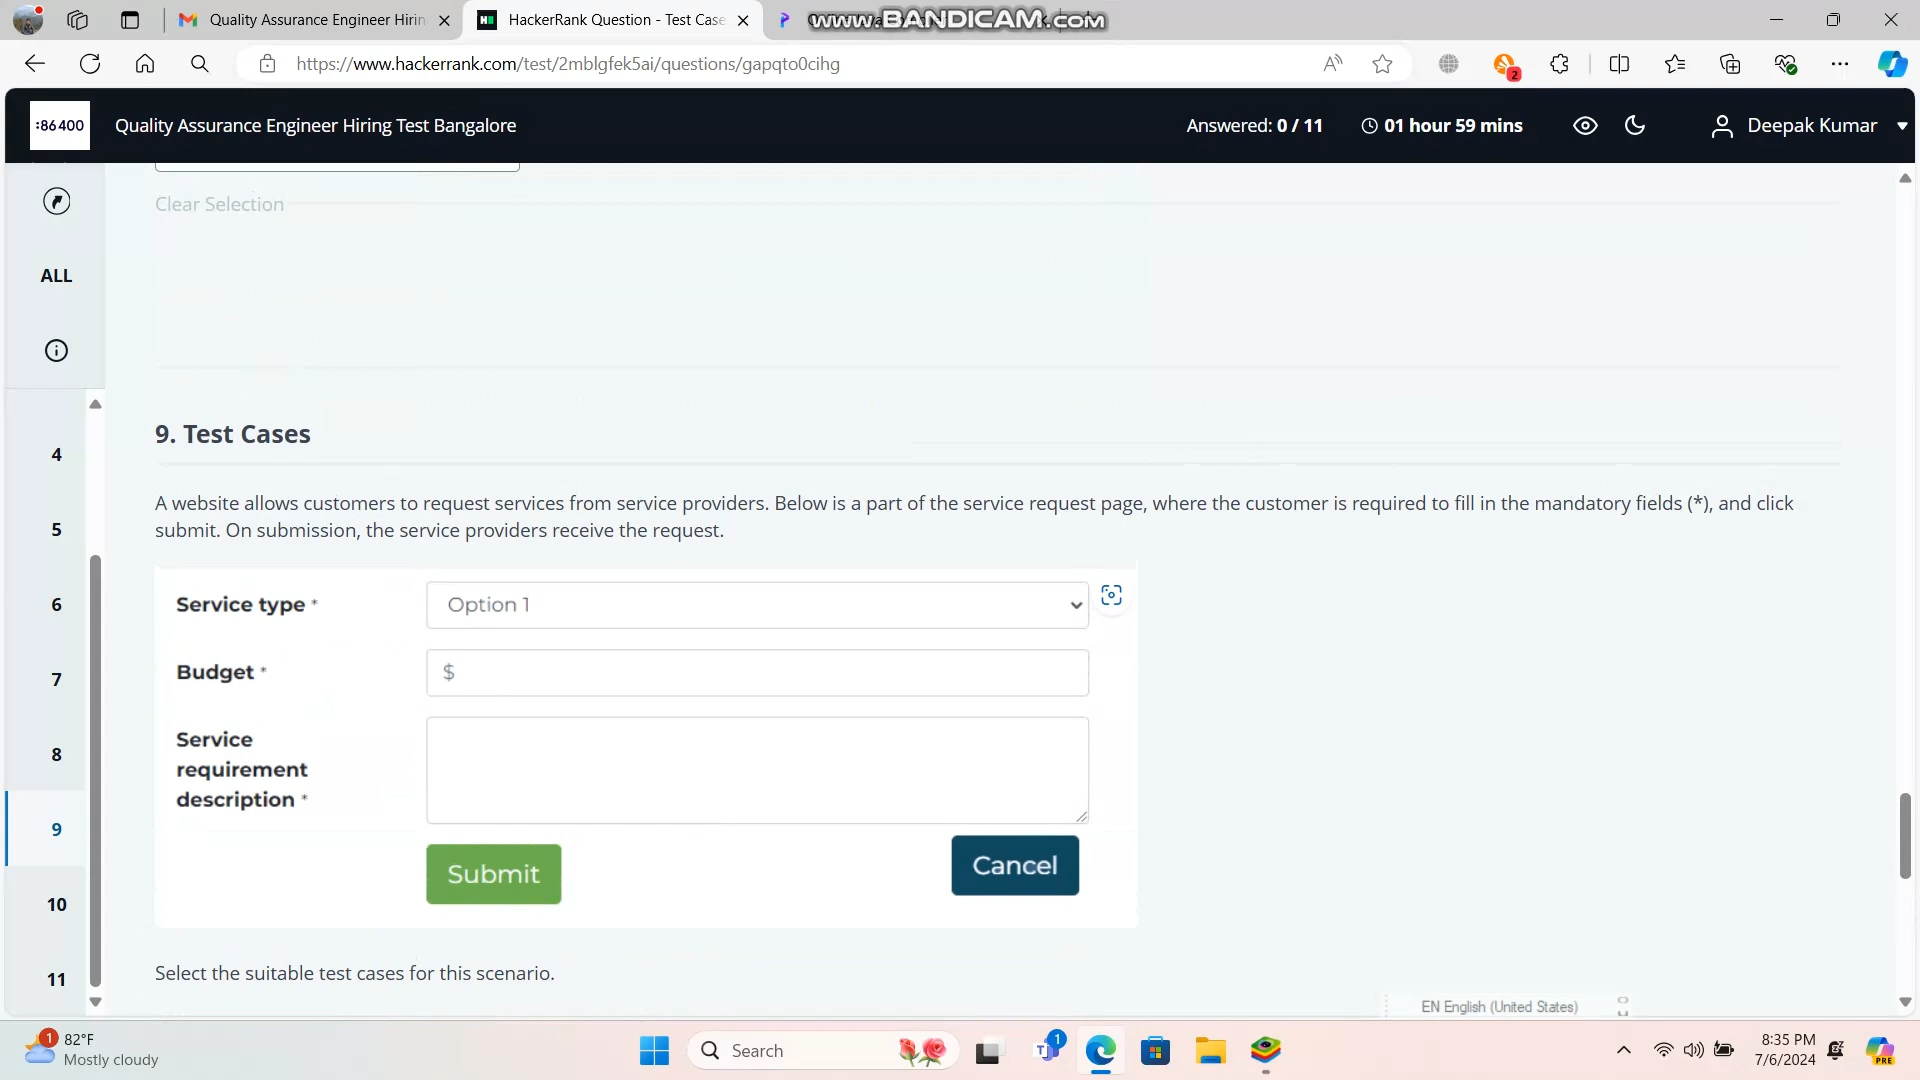 Quality Assurance Engineer Hirin
HackerRank Question - Test Case
www.BANDICAM.com
https://www.hackerrank.com/test/2mblgfek5ai/questions/gapqto0cihg
2
:86 400
Quality Assurance Engineer Hiring Test Bangalore
Answered: 0 / 11
01 hour 59 mins
Deepak Kumar
Clear Selection
ALL
4
5
6
7
8
9
10
11
9. Test Cases
A website allows customers to request services from service providers. Below is a part of the service request page, where the customer is required to fill in the mandatory fields (*), and click
submit. On submission, the service providers receive the request.
Service type *
Option 1
Budget *
$
Service
requirement
description *
Submit
Cancel
Select the suitable test cases for this scenario.
EN English (United States)
1
82°F
Mostly cloudy
Search
1
8:35 PM
7/6/2024
PRE